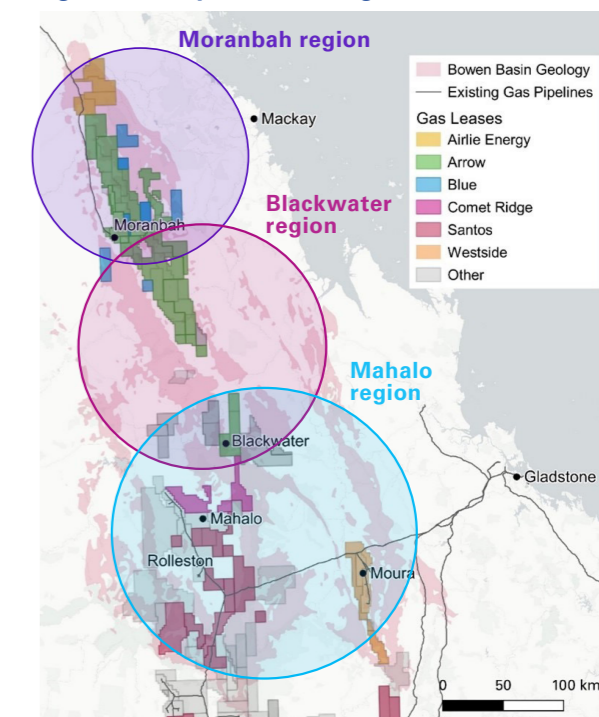 Moranbah region
Bowen Basin Geology
Existing Gas Pipelines
Gas Leases
Airlie Energy
Arrow
Blue
Comet Ridge
Santos
Westside
Other
Mackay
Blackwater
region
Moranbah
Mahalo
region
Blackwater
Gladstone
Mahalo
Rolleston
Moura
0 50 100 km